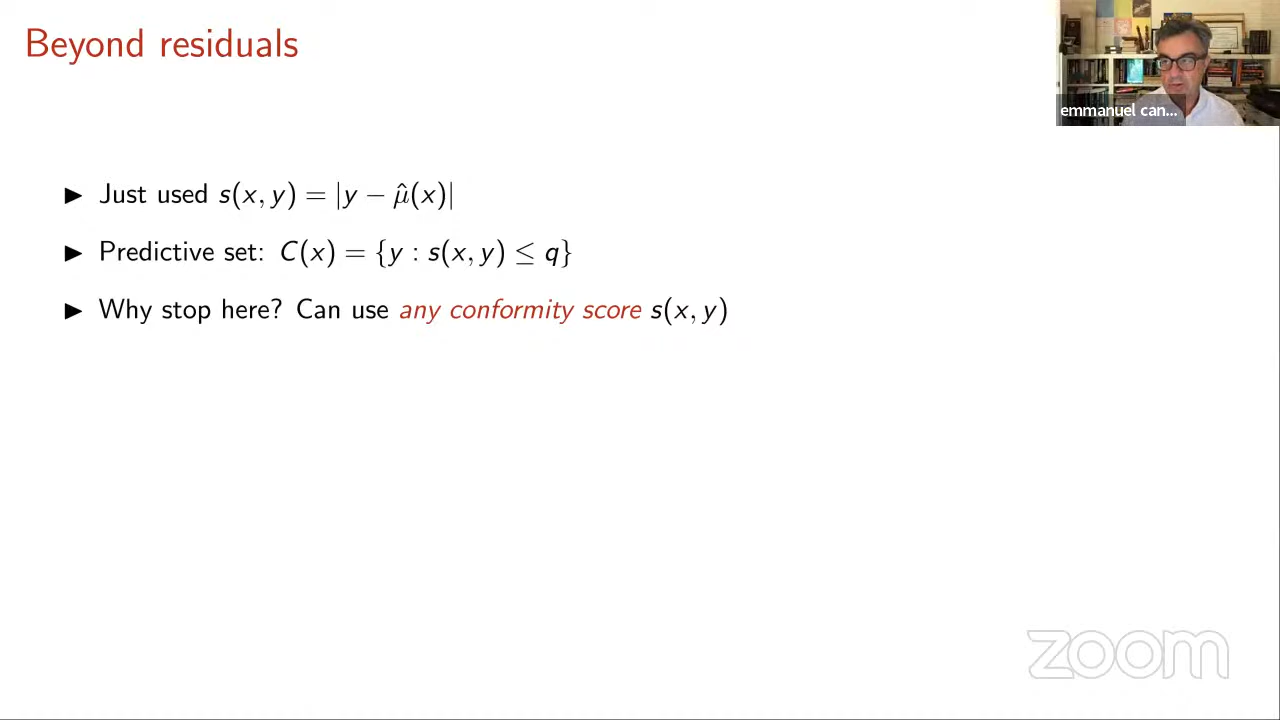 Beyond residuals
emmanuel can...
▶ Just used s(x, y) = |y − μ̂(x)|
▶ Predictive set: C(x) = {y : s(x, y) ≤ q}
▶ Why stop here? Can use any conformity score s(x, y)
zoom